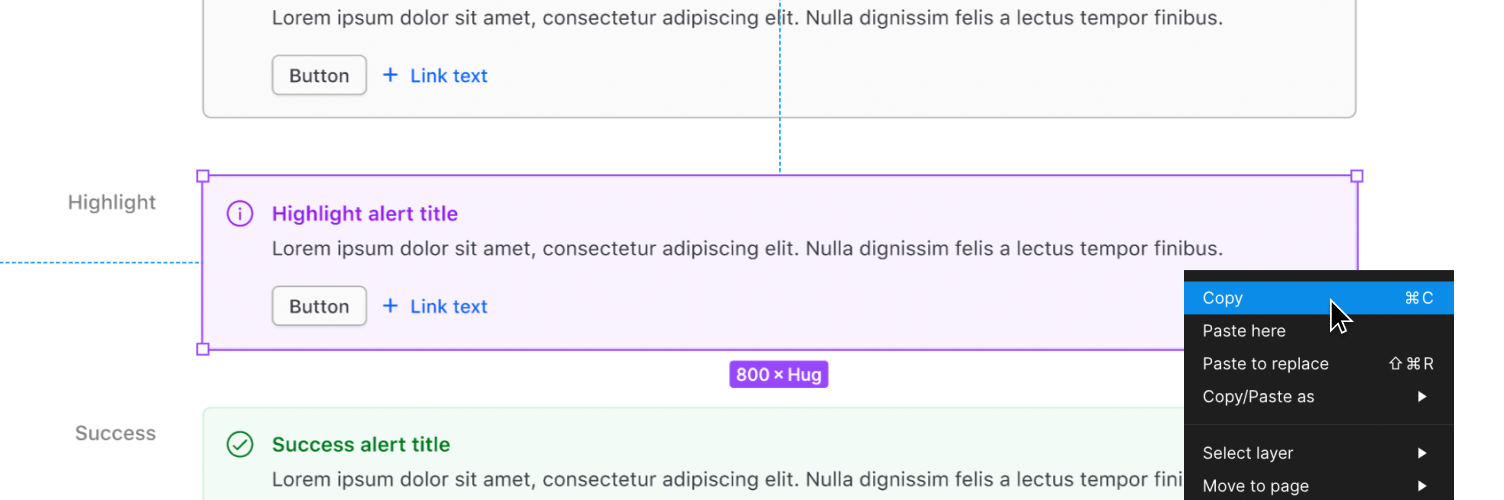 Lorem ipsum dolor sit amet, consectetur adipiscing elit. Nulla dignissim felis a lectus tempor finibus.
Button
+ Link text
Highlight
Highlight alert title
Lorem ipsum dolor sit amet, consectetur adipiscing elit. Nulla dignissim felis a lectus tempor finibus.
Button
+ Link text
800 × Hug
Copy ⌘C
Paste here
Paste to replace ⇧⌘R
Copy/Paste as
Select layer
Move to page
Success
Success alert title
Lorem ipsum dolor sit amet, consectetur adipiscing elit. Nulla dignissim felis a lectus tempor fini